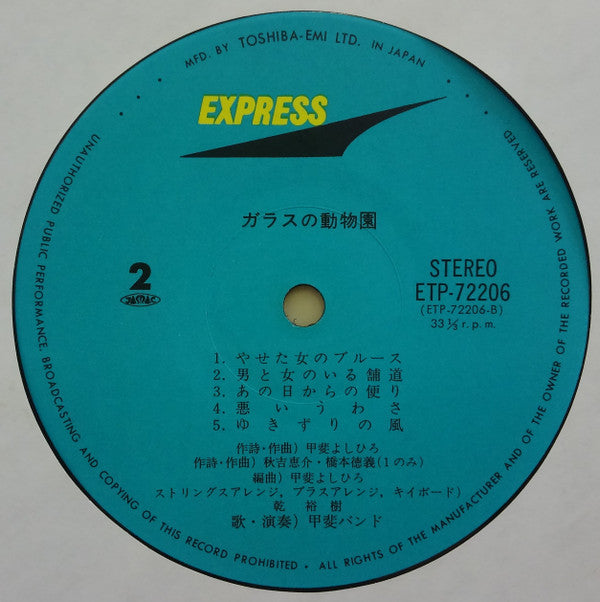 MFD. BY TOSHIBA-EMI LTD. IN JAPAN
EXPRESS
ガラスの動物園
2
JASRAC
STEREO
ETP-72206
(ETP-72206-B)
33 1/3 r.p.m.
1. やせた女のブルース
2. 男と女のいる舗道
3. あの日からの便り
4. 悪いうわさ
5. ゆきずりの風
作詩・作曲) 甲斐よしひろ
作詩・作曲) 秋吉恵介・橋本徳義(1のみ)
編曲) 甲斐よしひろ
ストリングスアレンジ, ブラスアレンジ, キイボード)
乾裕樹
歌・演奏) 甲斐バンド
UNAUTHORIZED PUBLIC PERFORMANCE, BROADCASTING AND COPYING OF THIS RECORD PROHIBITED • ALL RIGHTS OF THE MANUFACTURER AND OF THE OWNER OF THE RECORDED WORK ARE RESERVED